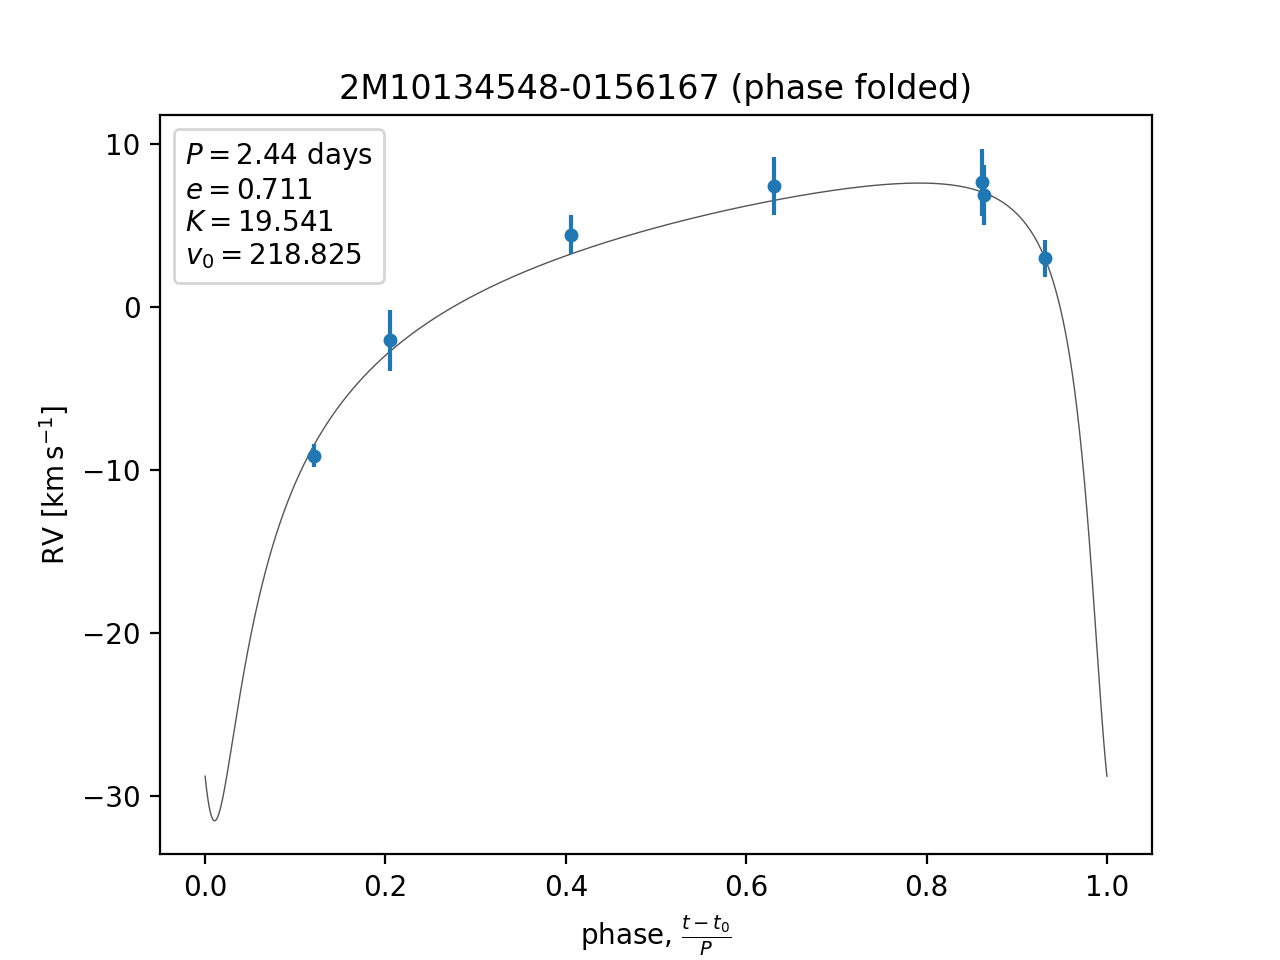 2M10134548-0156167 (phase folded)
P = 2.44 days
e = 0.711
K = 19.541
v₀ = 218.825
10
0
−10
−20
−30
RV [km s⁻¹]
0.0 0.2 0.4 0.6 0.8 1.0
phase, (t − t₀)/P